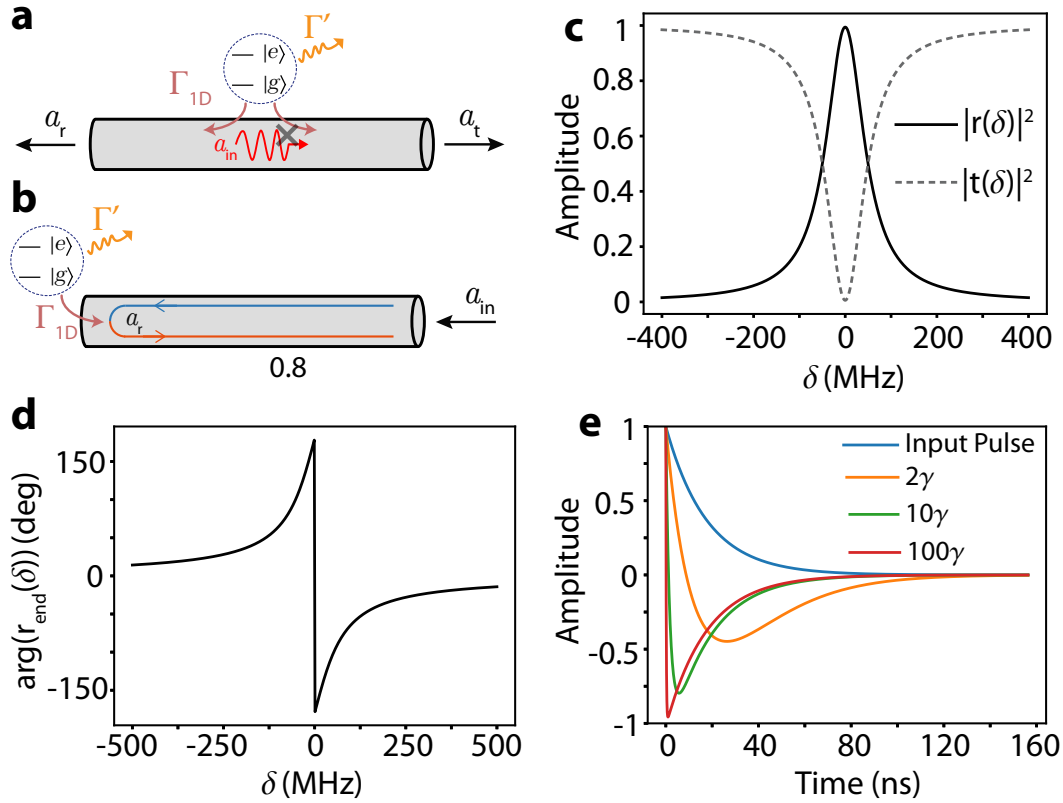 a
|e⟩
|g⟩
Γ′
Γ1D
ar
ain
at
b
|e⟩
|g⟩
Γ′
Γ1D
ar
ain
0.8
c
Amplitude
1
0.8
0.6
0.4
0.2
0
|r(δ)|²
|t(δ)|²
-400
-200
0
200
400
δ (MHz)
d
arg(rend(δ)) (deg)
150
0
-150
-500
-250
0
250
500
δ (MHz)
e
Amplitude
1
0.5
0
-0.5
-1
Input Pulse
2γ
10γ
100γ
0
40
80
120
160
Time (ns)